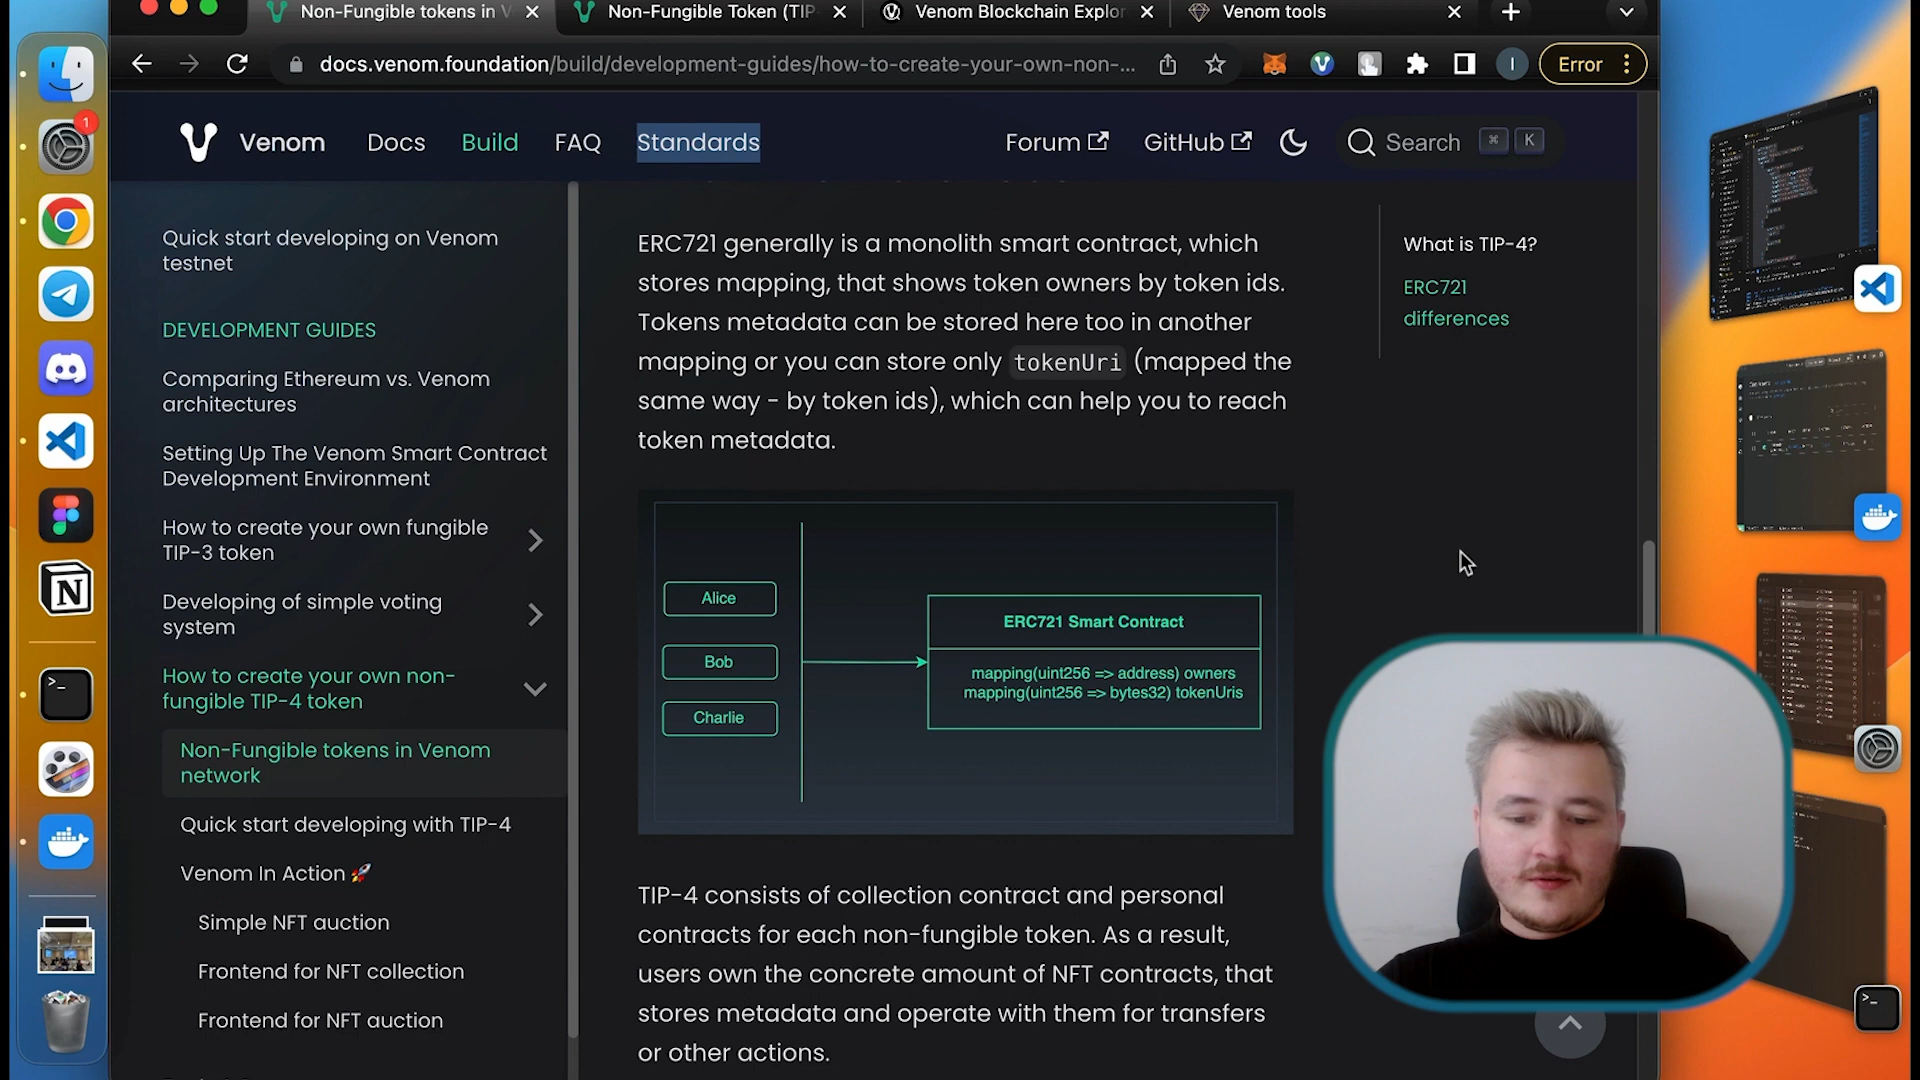 Non-Fungible tokens in V
Non-Fungible Token (TIP-
Venom Blockchain Explor
Venom tools
docs.venom.foundation/build/development-guides/how-to-create-your-own-non-...
I
Error
1
Venom
Docs
Build
FAQ
Standards
Forum
GitHub
Search
⌘
K
Quick start developing on Venom
testnet
DEVELOPMENT GUIDES
Comparing Ethereum vs. Venom
architectures
Setting Up The Venom Smart Contract
Development Environment
How to create your own fungible
TIP-3 token
Developing of simple voting
system
How to create your own non-
fungible TIP-4 token
Non-Fungible tokens in Venom
network
Quick start developing with TIP-4
Venom In Action 🚀
Simple NFT auction
Frontend for NFT collection
Frontend for NFT auction
ERC721 generally is a monolith smart contract, which
stores mapping, that shows token owners by token ids.
Tokens metadata can be stored here too in another
mapping or you can store only tokenUri (mapped the
same way - by token ids), which can help you to reach
token metadata.
Alice
Bob
Charlie
ERC721 Smart Contract
mapping(uint256 => address) owners
mapping(uint256 => bytes32) tokenUris
TIP-4 consists of collection contract and personal
contracts for each non-fungible token. As a result,
users own the concrete amount of NFT contracts, that
stores metadata and operate with them for transfers
or other actions.
What is TIP-4?
ERC721
differences